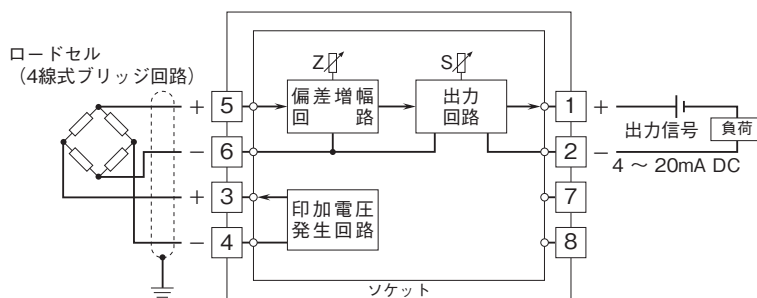 ロードセル
（4線式ブリッジ回路）
Z
S
+ 5
偏差増幅
回 路
出力
回路
1 +
出力信号
負荷
− 6
2 −
4 ～ 20mA DC
+ 3
印加電圧
発生回路
7
− 4
8
ソケット